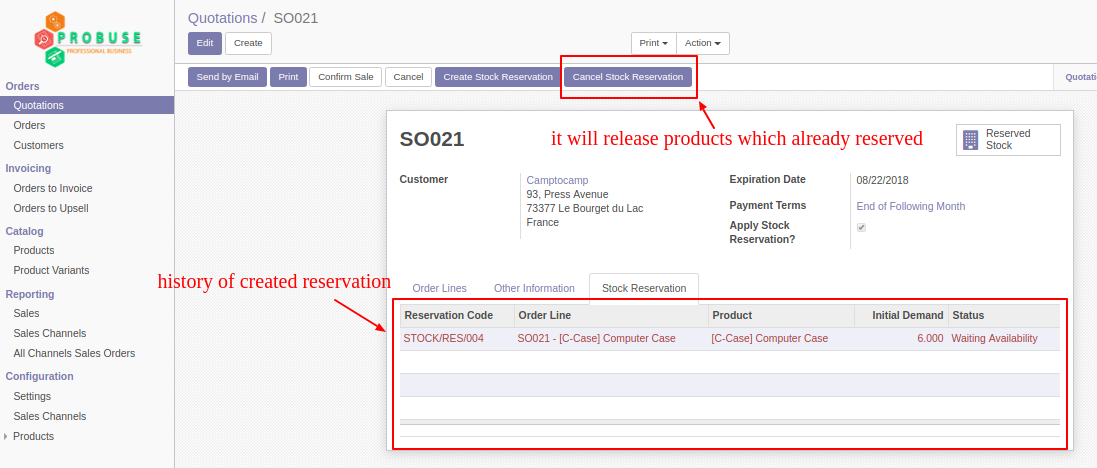 PROBUSE
PROFESSIONAL BUSINESS
Orders
Quotations
Orders
Customers
Invoicing
Orders to Invoice
Orders to Upsell
Catalog
Products
Product Variants
Reporting
Sales
Sales Channels
All Channels Sales Orders
Configuration
Settings
Sales Channels
Products
Quotations / SO021
Edit Create Print Action
Send by Email Print Confirm Sale Cancel Create Stock Reservation Cancel Stock Reservation Quotati
it will release products which already reserved
SO021
Reserved
Stock
Customer
Camptocamp
93, Press Avenue
73377 Le Bourget du Lac
France
Expiration Date 08/22/2018
Payment Terms End of Following Month
Apply Stock
Reservation?
history of created reservation
Order Lines Other Information Stock Reservation
Reservation Code Order Line Product Initial Demand Status
STOCK/RES/004 SO021 - [C-Case] Computer Case [C-Case] Computer Case 6.000 Waiting Availability